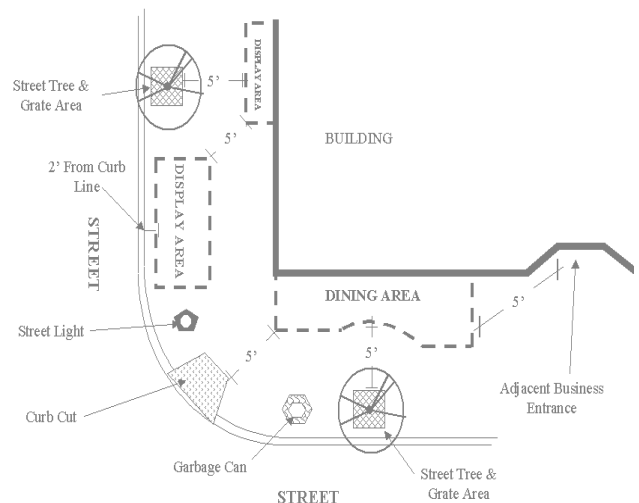 DISPLAY AREA
Street Tree &
Grate Area
5’
BUILDING
5’
2’ From Curb
Line
DISPLAY AREA
STREET
DINING AREA
5’
Street Light
5’
5’
Adjacent Business
Entrance
Curb Cut
Garbage Can
Street Tree &
Grate Area
STREET